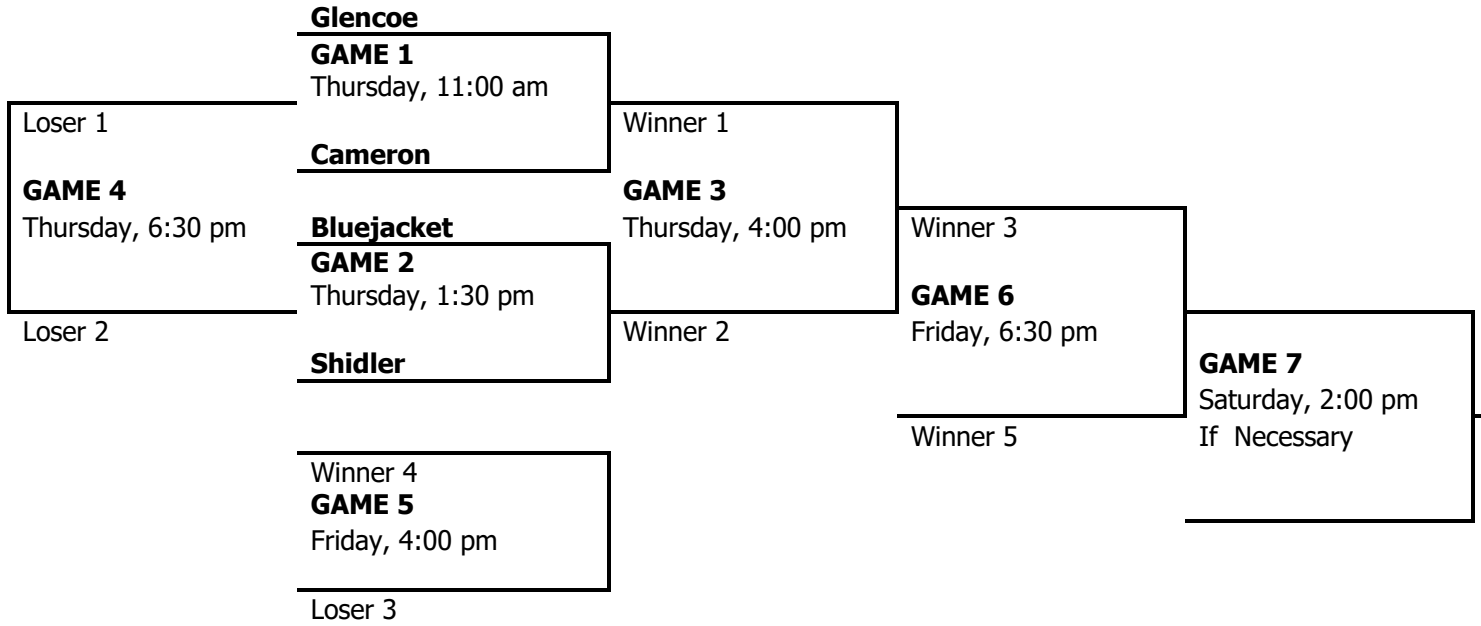 Glencoe
GAME 1
Thursday, 11:00 am
Loser 1
Winner 1
Cameron
GAME 4
GAME 3
Thursday, 6:30 pm
Bluejacket
Thursday, 4:00 pm
Winner 3
GAME 2
Thursday, 1:30 pm
GAME 6
Loser 2
Winner 2
Friday, 6:30 pm
Shidler
GAME 7
Saturday, 2:00 pm
Winner 5
If Necessary
Winner 4
GAME 5
Friday, 4:00 pm
Loser 3